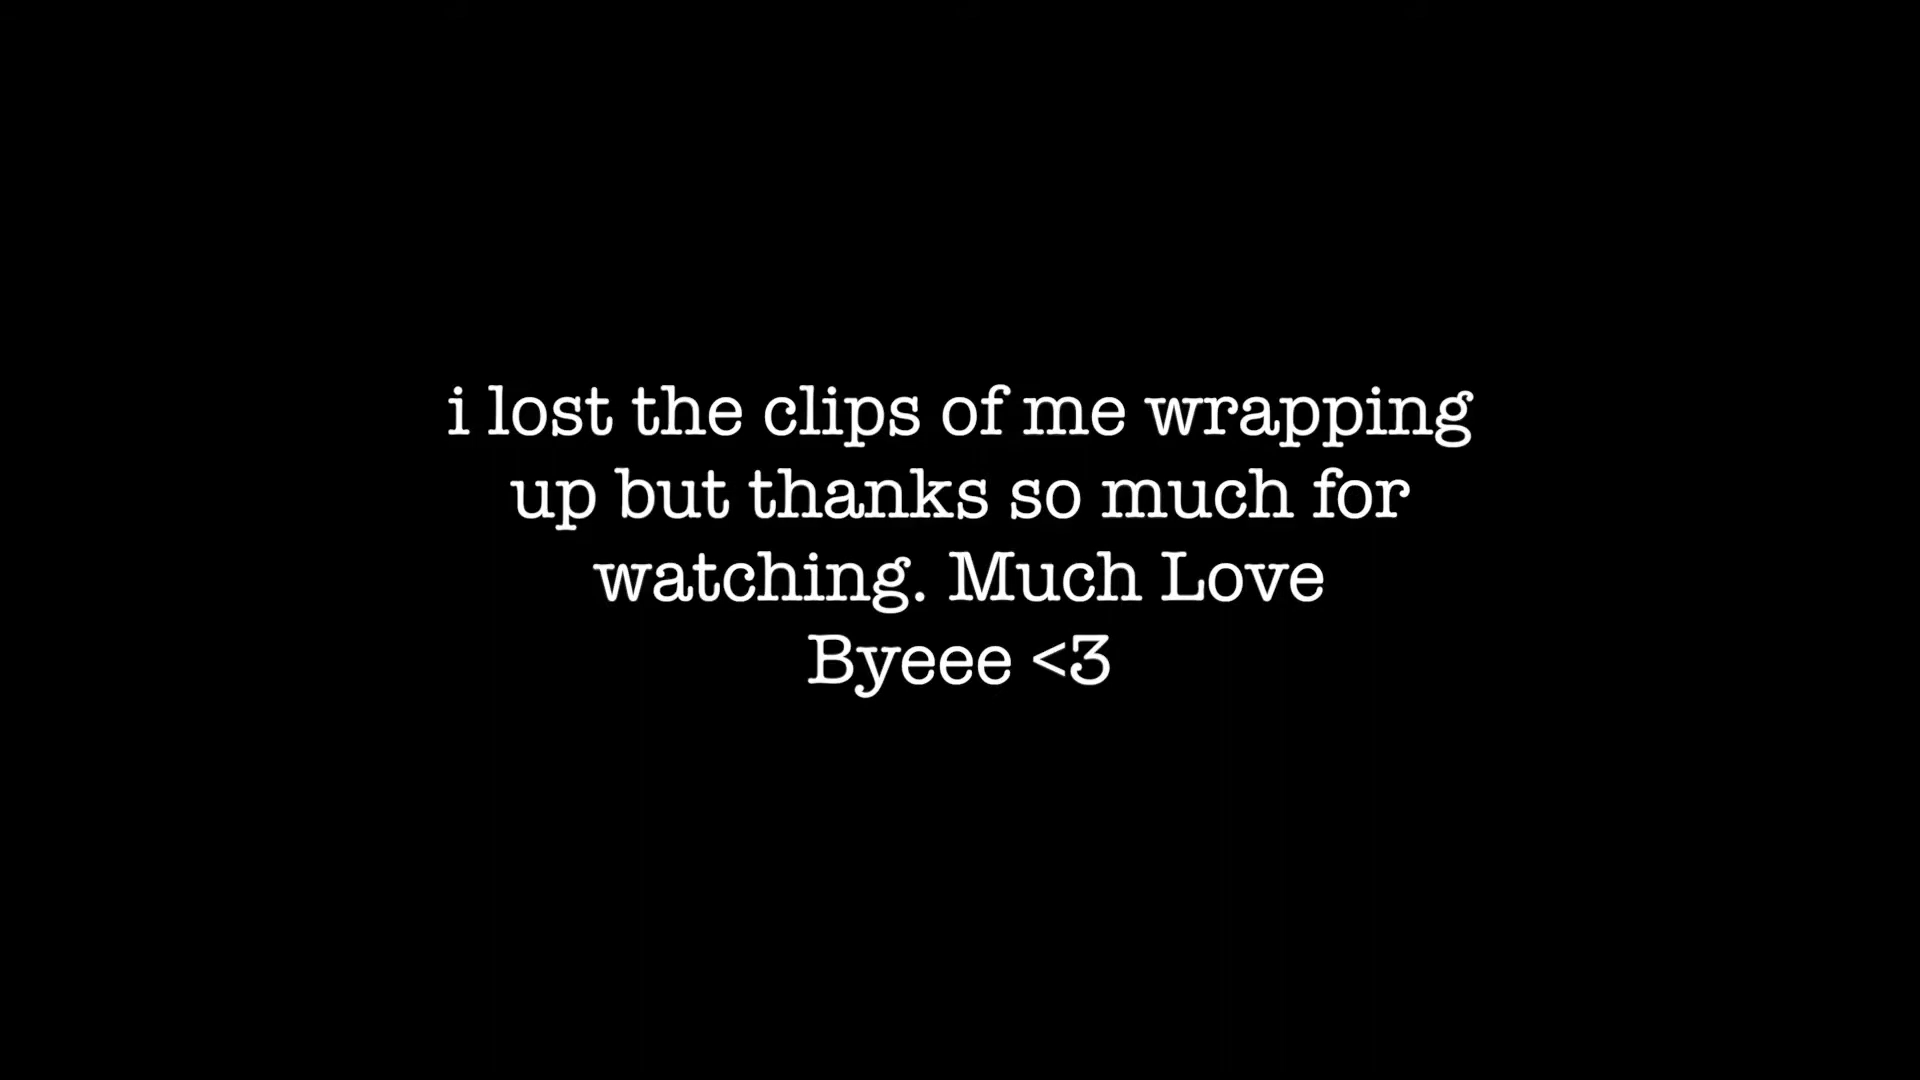 i lost the clips of me wrapping
up but thanks so much for
watching. Much Love
Byeee <3